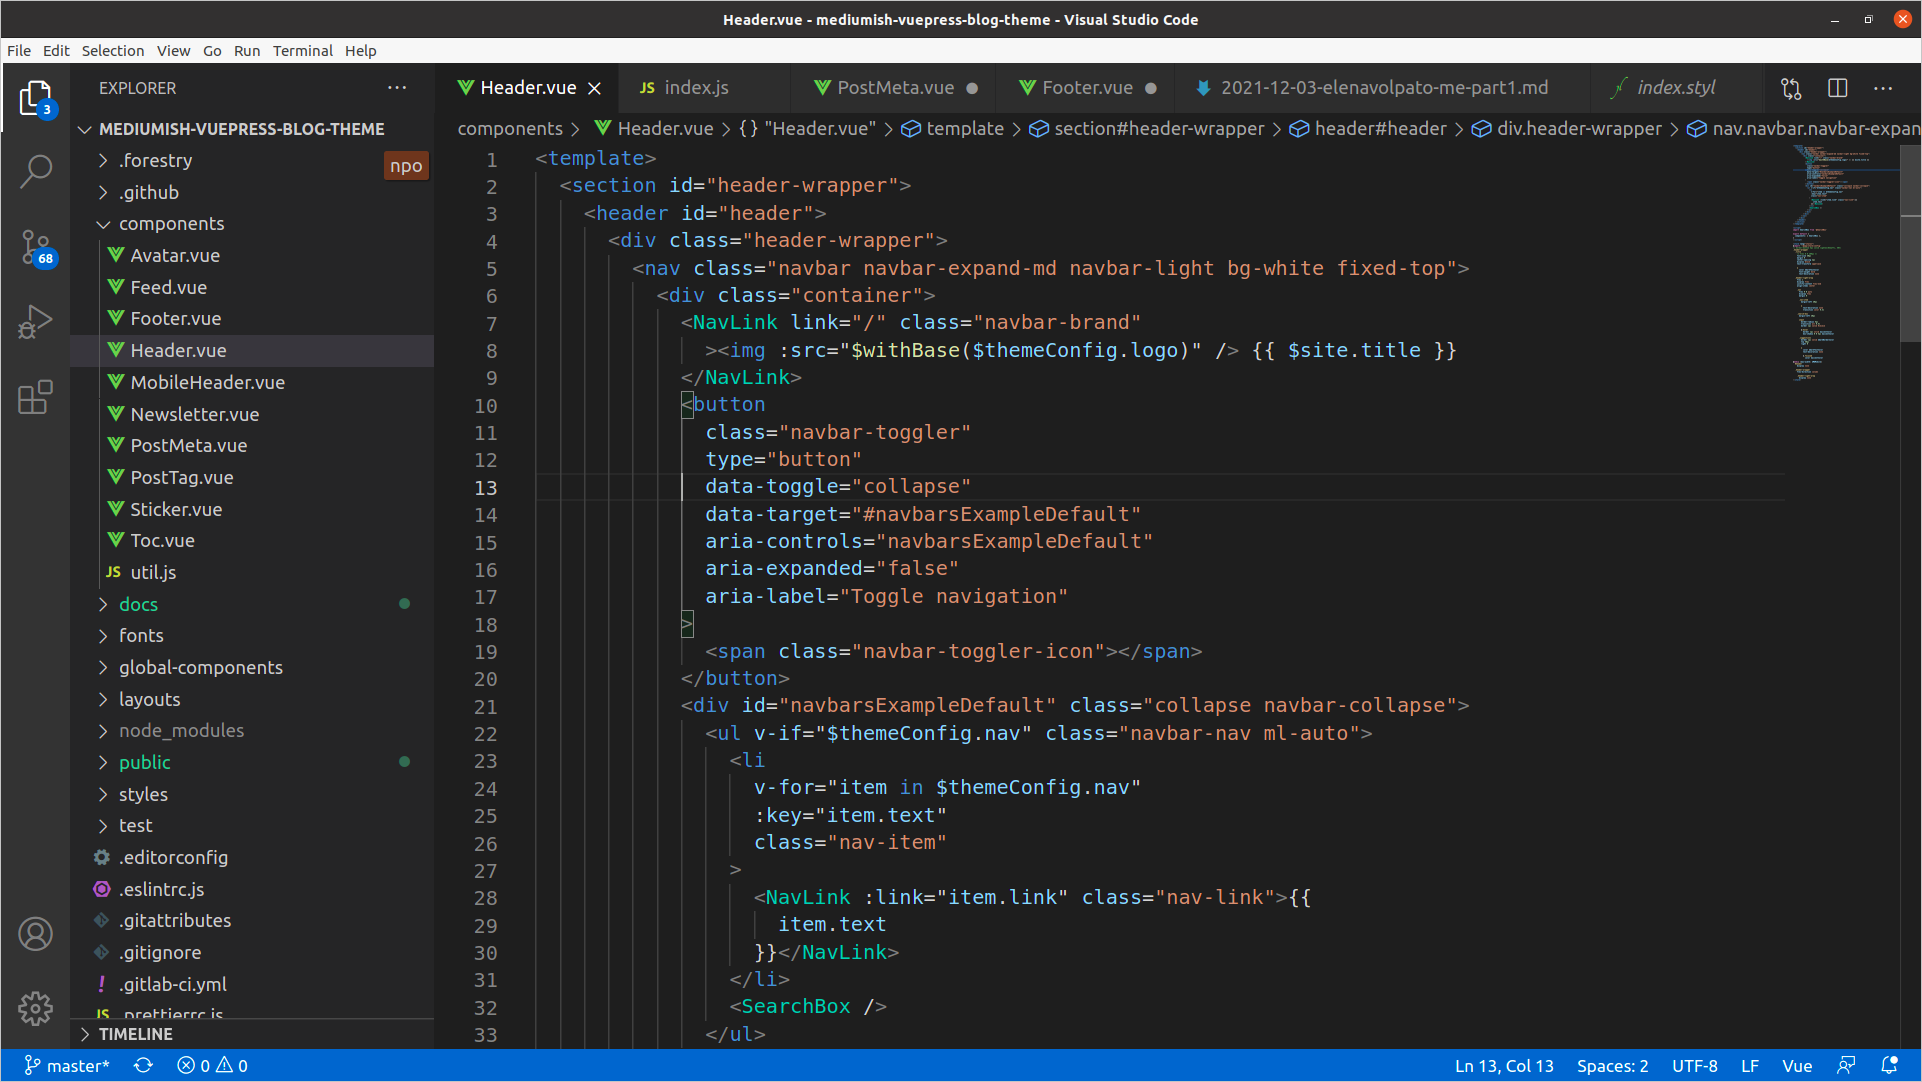 Header.vue - mediumish-vuepress-blog-theme - Visual Studio Code
File Edit Selection View Go Run Terminal Help
EXPLORER
Header.vue
JS index.js
PostMeta.vue
Footer.vue
2021-12-03-elenavolpato-me-part1.md
index.styl
components > Header.vue > {} "Header.vue" > template > section#header-wrapper > header#header > div.header-wrapper > nav.navbar.navbar-expan
3
68
MEDIUMISH-VUEPRESS-BLOG-THEME
.forestry
npo
.github
components
Avatar.vue
Feed.vue
Footer.vue
Header.vue
MobileHeader.vue
Newsletter.vue
PostMeta.vue
PostTag.vue
Sticker.vue
Toc.vue
JS util.js
docs
fonts
global-components
layouts
node_modules
public
styles
test
.editorconfig
.eslintrc.js
.gitattributes
.gitignore
! .gitlab-ci.yml
JS .prettierrc.js
TIMELINE
1 <template>
2 <section id="header-wrapper">
3 <header id="header">
4 <div class="header-wrapper">
5 <nav class="navbar navbar-expand-md navbar-light bg-white fixed-top">
6 <div class="container">
7 <NavLink link="/" class="navbar-brand"
8 ><img :src="$withBase($themeConfig.logo)" /> {{ $site.title }}
9 </NavLink>
10 <button
11 class="navbar-toggler"
12 type="button"
13 data-toggle="collapse"
14 data-target="#navbarsExampleDefault"
15 aria-controls="navbarsExampleDefault"
16 aria-expanded="false"
17 aria-label="Toggle navigation"
18 >
19 <span class="navbar-toggler-icon"></span>
20 </button>
21 <div id="navbarsExampleDefault" class="collapse navbar-collapse">
22 <ul v-if="$themeConfig.nav" class="navbar-nav ml-auto">
23 <li
24 v-for="item in $themeConfig.nav"
25 :key="item.text"
26 class="nav-item"
27 >
28 <NavLink :link="item.link" class="nav-link">{{
29 item.text
30 }}</NavLink>
31 </li>
32 <SearchBox />
33 </ul>
master* 0 0
Ln 13, Col 13 Spaces: 2 UTF-8 LF Vue